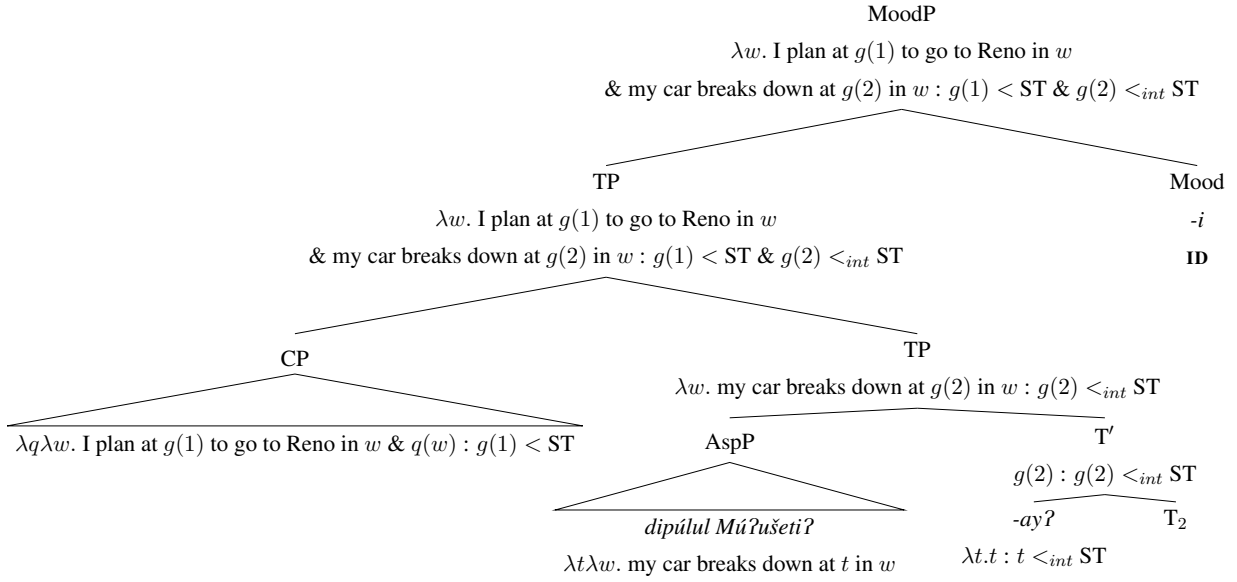 MoodP
λw. I plan at g(1) to go to Reno in w
& my car breaks down at g(2) in w : g(1) < ST & g(2) <int ST
TP Mood
λw. I plan at g(1) to go to Reno in w -i
& my car breaks down at g(2) in w : g(1) < ST & g(2) <int ST ID
CP TP
λw. my car breaks down at g(2) in w : g(2) <int ST
λqλw. I plan at g(1) to go to Reno in w & q(w) : g(1) < ST AspP T′
g(2) : g(2) <int ST
dipúlul Múʔušetiʔ -ayʔ T2
λtλw. my car breaks down at t in w λt.t : t <int ST